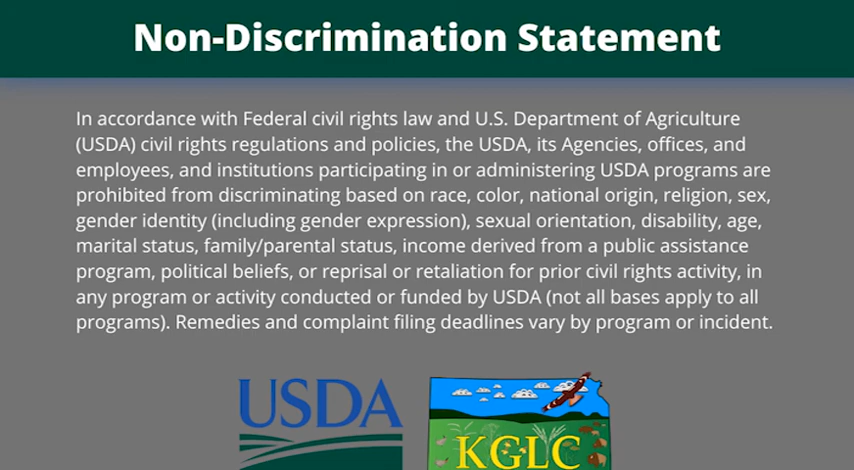 Non-Discrimination Statement
In accordance with Federal civil rights law and U.S. Department of Agriculture
(USDA) civil rights regulations and policies, the USDA, its Agencies, offices, and
employees, and institutions participating in or administering USDA programs are
prohibited from discriminating based on race, color, national origin, religion, sex,
gender identity (including gender expression), sexual orientation, disability, age,
marital status, family/parental status, income derived from a public assistance
program, political beliefs, or reprisal or retaliation for prior civil rights activity, in
any program or activity conducted or funded by USDA (not all bases apply to all
programs). Remedies and complaint filing deadlines vary by program or incident.
USDA
KGLC